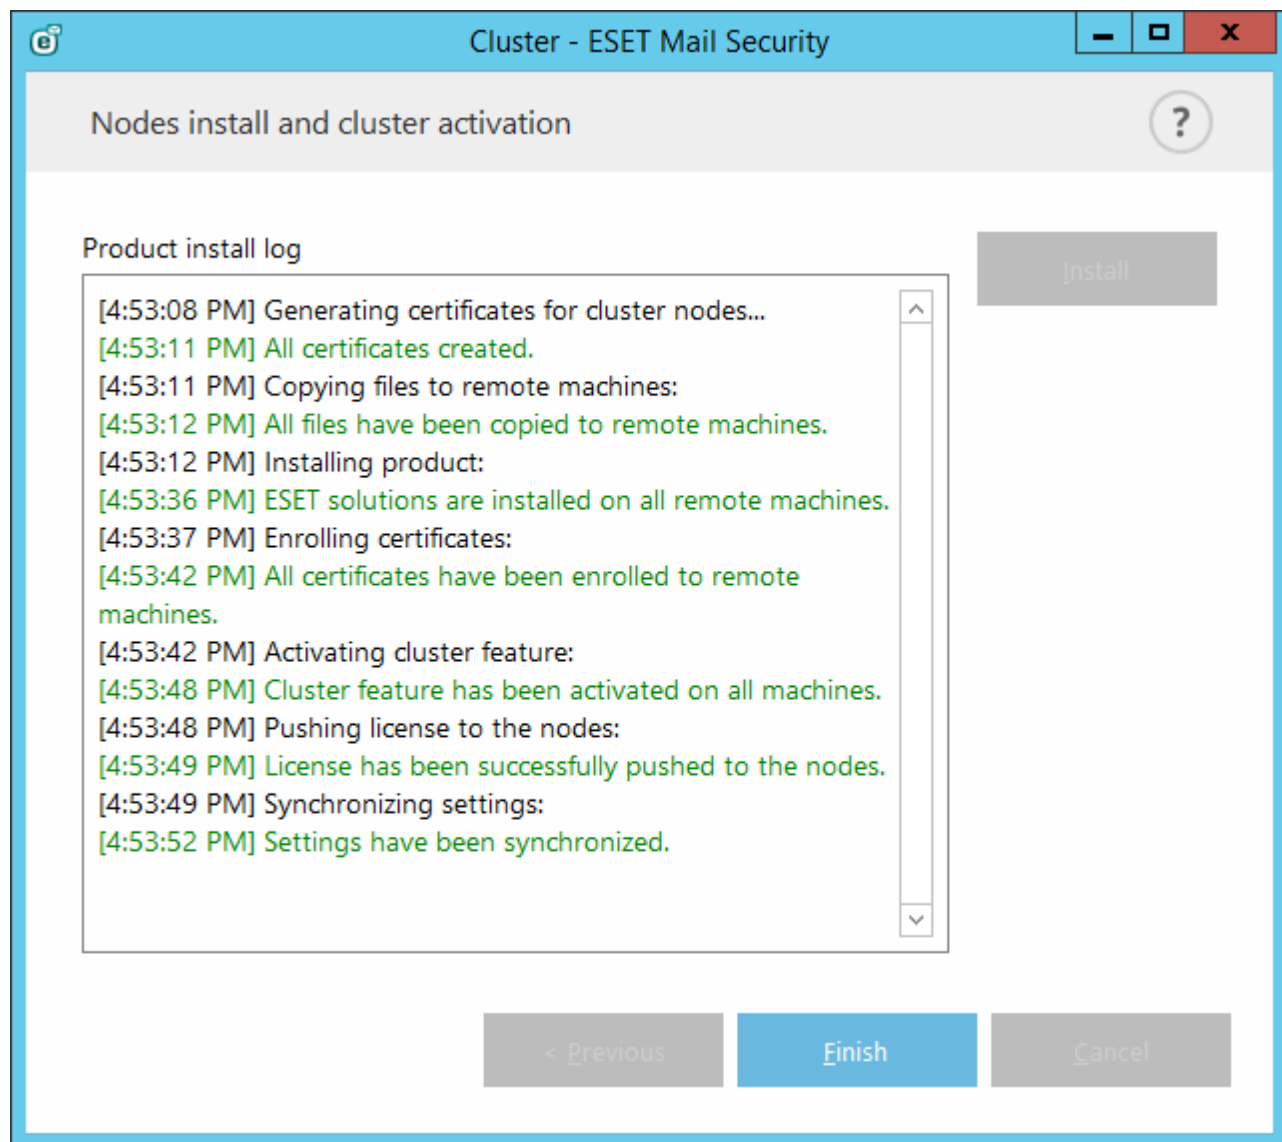 Cluster - ESET Mail Security
Nodes install and cluster activation
?
Product install log
Install
[4:53:08 PM] Generating certificates for cluster nodes...
[4:53:11 PM] All certificates created.
[4:53:11 PM] Copying files to remote machines:
[4:53:12 PM] All files have been copied to remote machines.
[4:53:12 PM] Installing product:
[4:53:36 PM] ESET solutions are installed on all remote machines.
[4:53:37 PM] Enrolling certificates:
[4:53:42 PM] All certificates have been enrolled to remote
machines.
[4:53:42 PM] Activating cluster feature:
[4:53:48 PM] Cluster feature has been activated on all machines.
[4:53:48 PM] Pushing license to the nodes:
[4:53:49 PM] License has been successfully pushed to the nodes.
[4:53:49 PM] Synchronizing settings:
[4:53:52 PM] Settings have been synchronized.
< Previous
Finish
Cancel